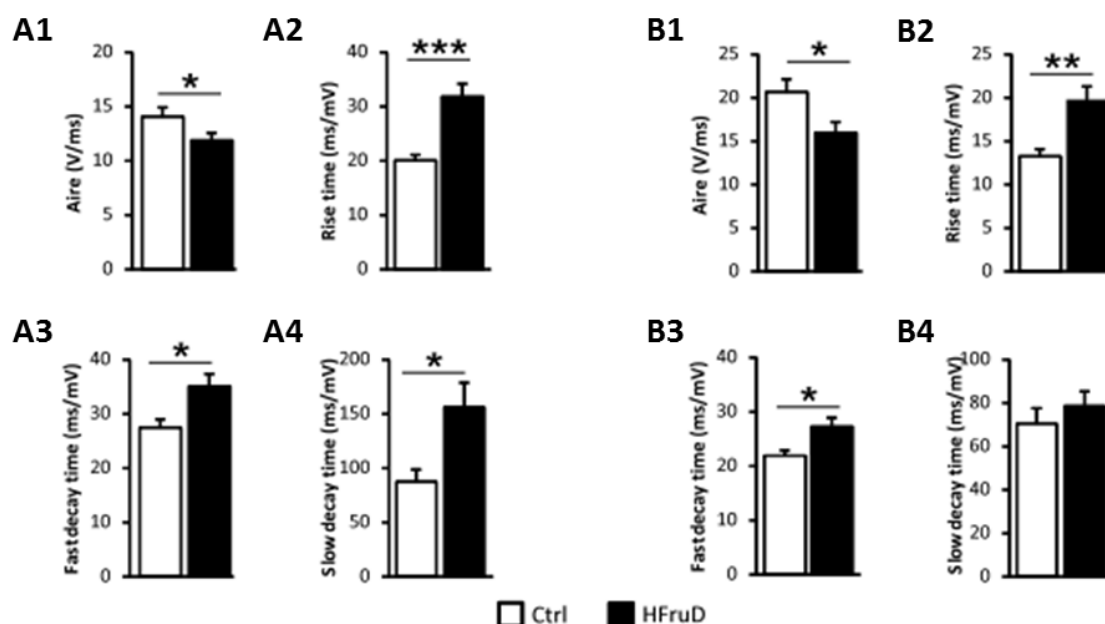 A1
Aire (V/ms)
20
15
10
5
0
*
A2
Rise time (ms/mV)
40
30
20
10
0
***
B1
Aire (V/ms)
25
20
15
10
5
0
*
B2
Rise time (ms/mV)
25
20
15
10
5
0
**
A3
Fast decay time (ms/mV)
40
30
20
10
0
*
A4
Slow decay time (ms/mV)
200
150
100
50
0
*
B3
Fast decay time (ms/mV)
40
30
20
10
0
*
B4
Slow decay time (ms/mV)
100
80
60
40
20
0
Ctrl
HFruD